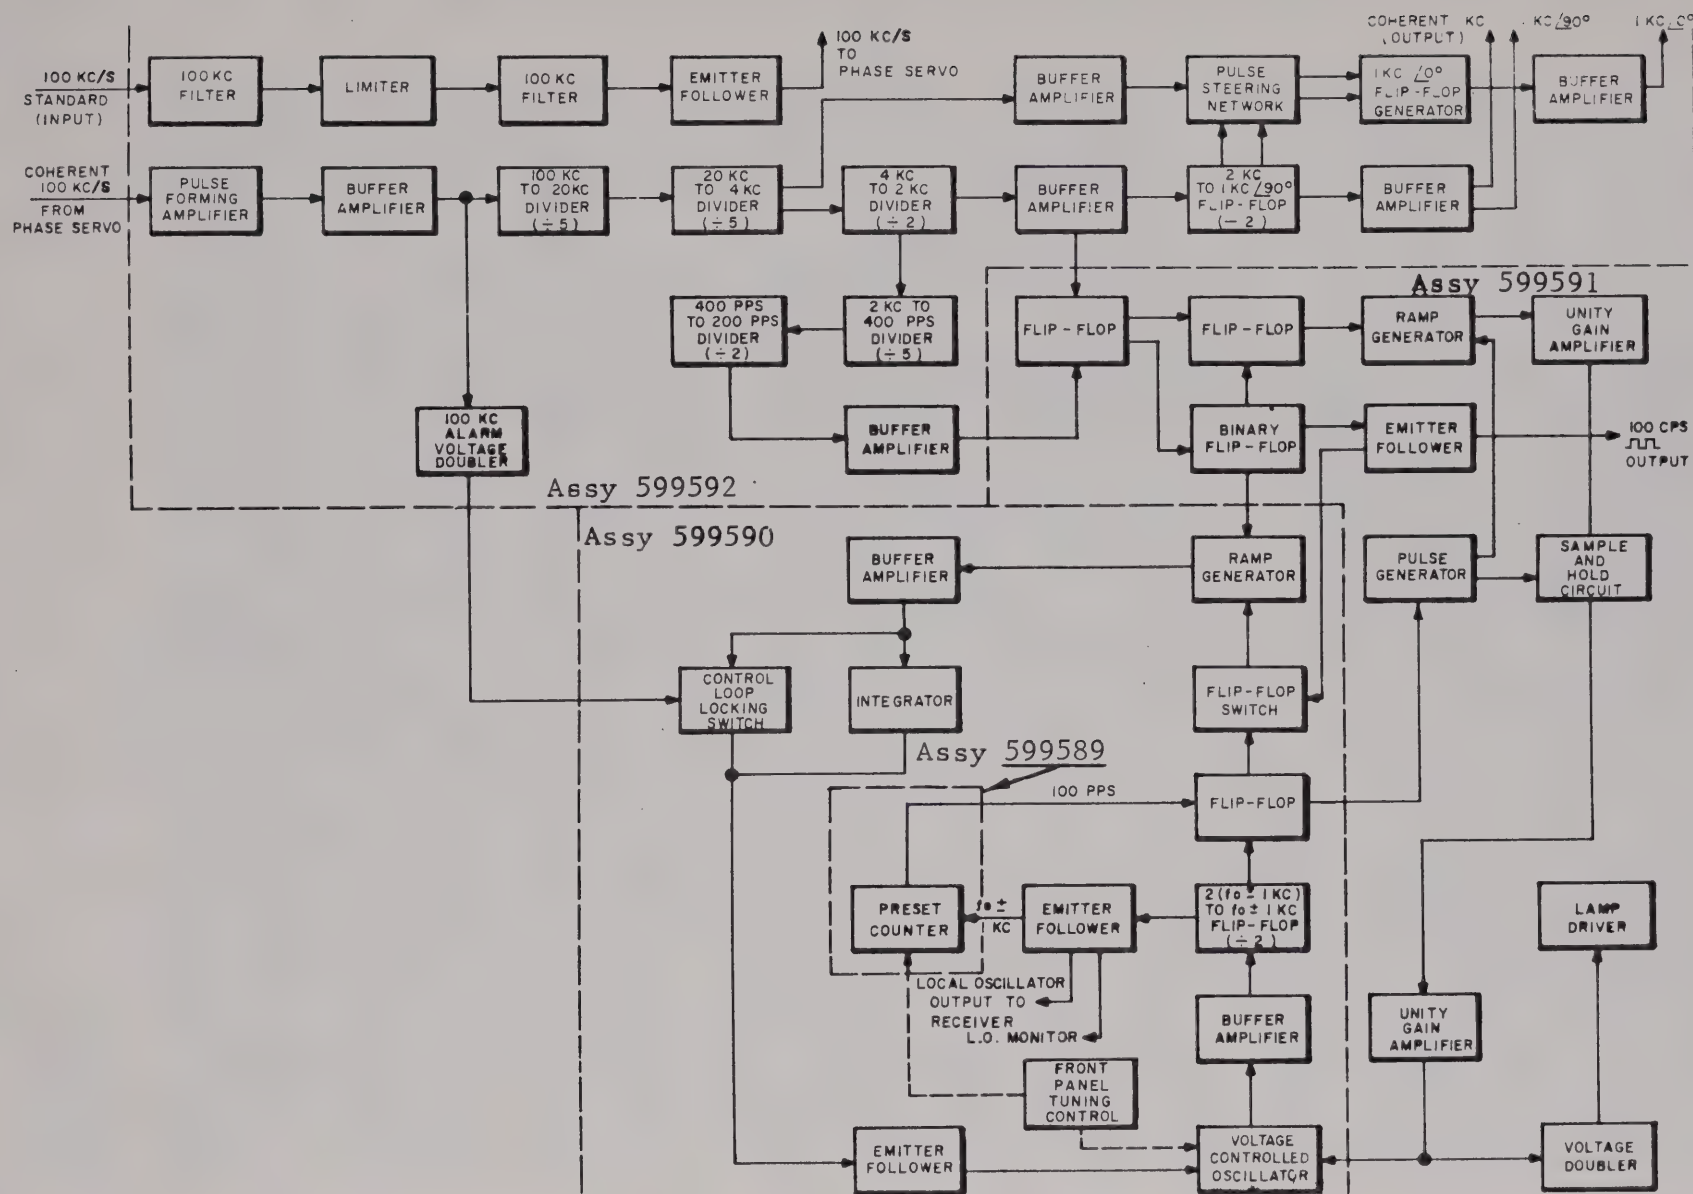 COHERENT KC
(OUTPUT)
KC/90°
1 KC/0°
100 KC/S
STANDARD
(INPUT)
100 KC
FILTER
LIMITER
100 KC
FILTER
EMITTER
FOLLOWER
100 KC/S
TO
PHASE SERVO
BUFFER
AMPLIFIER
PULSE
STEERING
NETWORK
1 KC /0°
FLIP-FLOP
GENERATOR
BUFFER
AMPLIFIER
COHERENT
100 KC/S
FROM
PHASE SERVO
PULSE
FORMING
AMPLIFIER
BUFFER
AMPLIFIER
100 KC
TO 20KC
DIVIDER
(÷5)
20 KC
TO 4 KC
DIVIDER
(÷5)
4 KC
TO 2 KC
DIVIDER
(÷2)
BUFFER
AMPLIFIER
2 KC
TO 1 KC /90°
FLIP-FLOP
(÷2)
BUFFER
AMPLIFIER
Assy 599591
400 PPS
TO 200 PPS
DIVIDER
(÷2)
2 KC TO
400 PPS
DIVIDER
(÷5)
FLIP-FLOP
FLIP-FLOP
RAMP
GENERATOR
UNITY
GAIN
AMPLIFIER
100 KC
ALARM
VOLTAGE
DOUBLER
BUFFER
AMPLIFIER
BINARY
FLIP-FLOP
EMITTER
FOLLOWER
100 CPS
OUTPUT
Assy 599592
Assy 599590
BUFFER
AMPLIFIER
RAMP
GENERATOR
PULSE
GENERATOR
SAMPLE
AND
HOLD
CIRCUIT
CONTROL
LOOP
LOCKING
SWITCH
INTEGRATOR
FLIP-FLOP
SWITCH
Assy 599589
100 PPS
FLIP-FLOP
PRESET
COUNTER
fo ±
KC
EMITTER
FOLLOWER
2 (fo ± 1 KC)
TO fo ± 1 KC
FLIP-FLOP
(÷2)
LAMP
DRIVER
LOCAL OSCILLATOR
OUTPUT TO
RECEIVER
L.O. MONITOR
BUFFER
AMPLIFIER
UNITY
GAIN
AMPLIFIER
FRONT
PANEL
TUNING
CONTROL
EMITTER
FOLLOWER
VOLTAGE
CONTROLLED
OSCILLATOR
VOLTAGE
DOUBLER